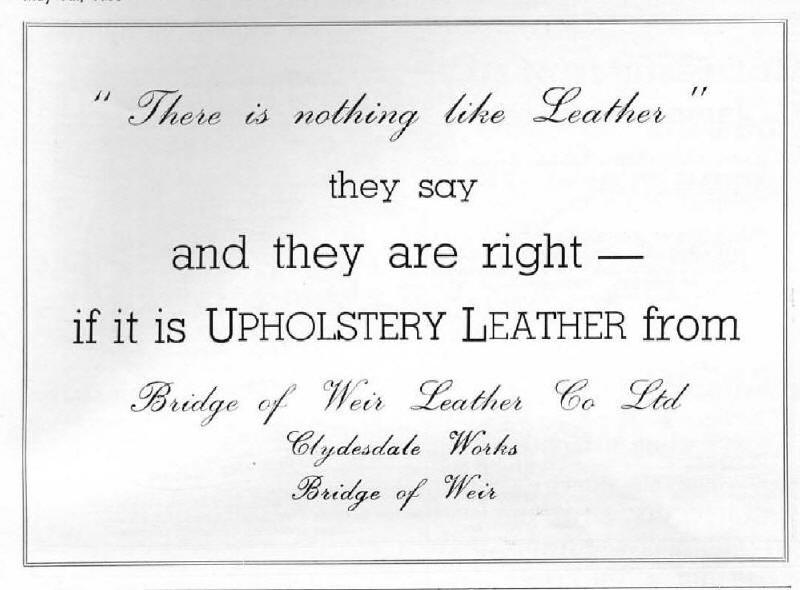 " There is nothing like Leather "
they say
and they are right —
if it is UPHOLSTERY LEATHER from
Bridge of Weir Leather Co Ltd
Clydesdale Works
Bridge of Weir